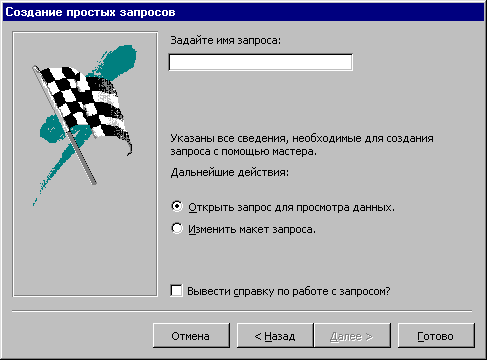 Создание простых запросов
Задайте имя запроса:
Указаны все сведения, необходимые для создания
запроса с помощью мастера.
Дальнейшие действия:
Открыть запрос для просмотра данных.
Изменить макет запроса.
Вывести справку по работе с запросом?
Отмена
< Назад
Далее >
Готово